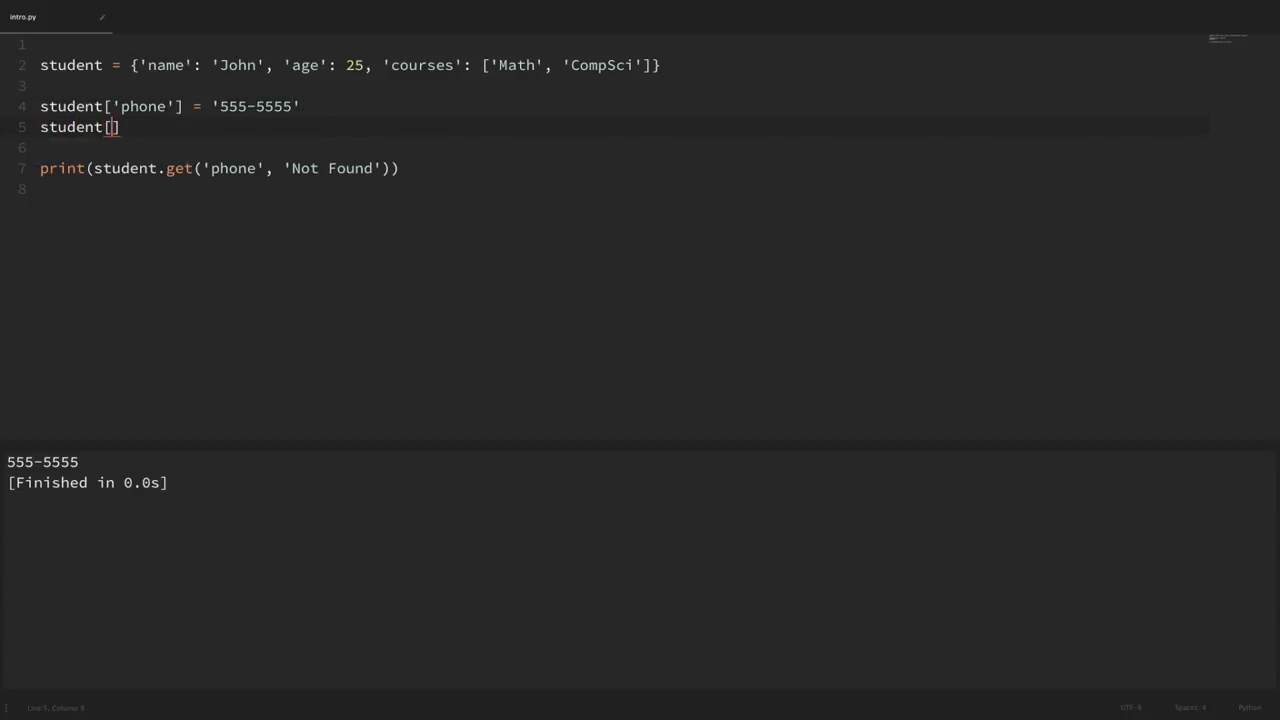 intro.py
1
2 student = {'name': 'John', 'age': 25, 'courses': ['Math', 'CompSci']}
3
4 student['phone'] = '555-5555'
5 student[]
6
7 print(student.get('phone', 'Not Found'))
8
555-5555
[Finished in 0.0s]
Line 5, Column 9 UTF-8 Spaces: 4 Python